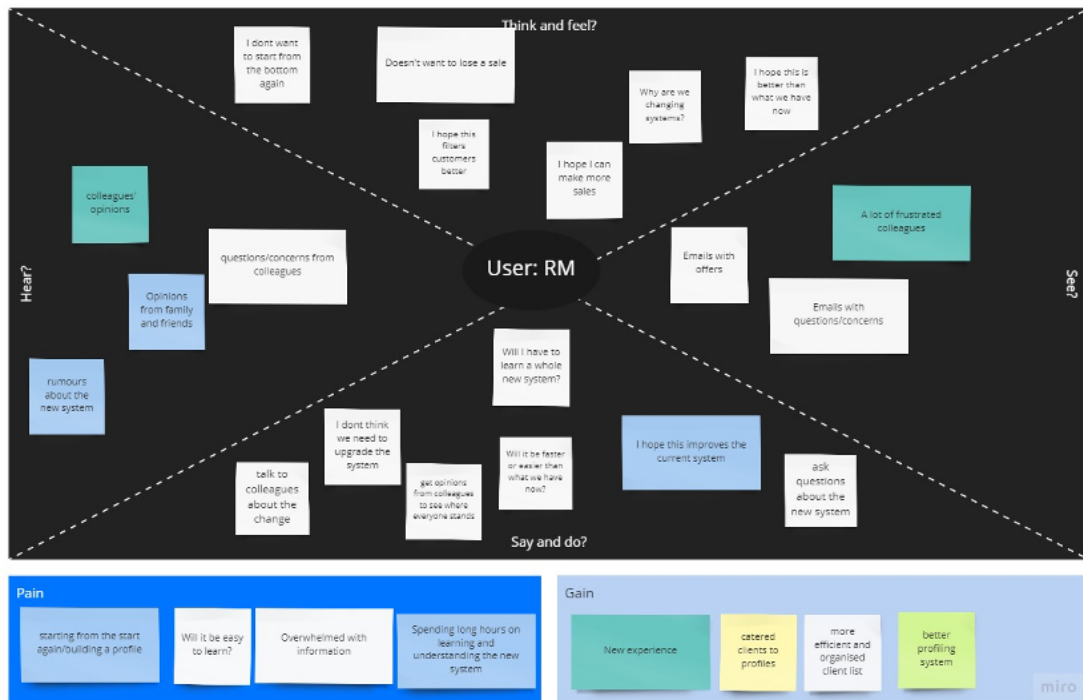 Think and feel?
I dont want
to start from
the bottom
again
Doesn't want to lose a sale
I hope this
filters
customers
better
I hope I can
make more
sales
Why are we
changing
systems?
I hope this is
better than
what we have
now
Hear?
colleagues'
opinions
questions/concerns from
colleagues
Opinions
from family
and friends
rumours
about the
new system
User: RM
See?
A lot of frustrated
colleagues
Emails with
offers
Emails with
questions/concerns
Will I have to
learn a whole
new system?
I dont think
we need to
upgrade the
system
talk to
colleagues
about the
change
get opinions
from colleagues
to see where
everyone stands
Will it be faster
or easier than
what we have
now?
I hope this improves the
current system
ask
questions
about the
new system
Say and do?
Pain
starting from the start
again/building a profile
Will it be easy
to learn?
Overwhelmed with
information
Spending long hours on
learning and
understanding the new
system
Gain
New experience
catered
clients to
profiles
more
efficient and
organised
client list
better
profiling
system
miro